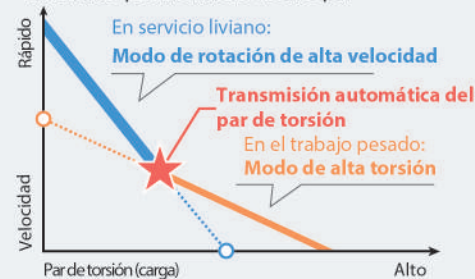 Rápido
En servicio liviano:
Modo de rotación de alta velocidad
Transmisión automática del
par de torsión
En el trabajo pesado:
Modo de alta torsión
Velocidad
Par de torsión (carga)
Alto